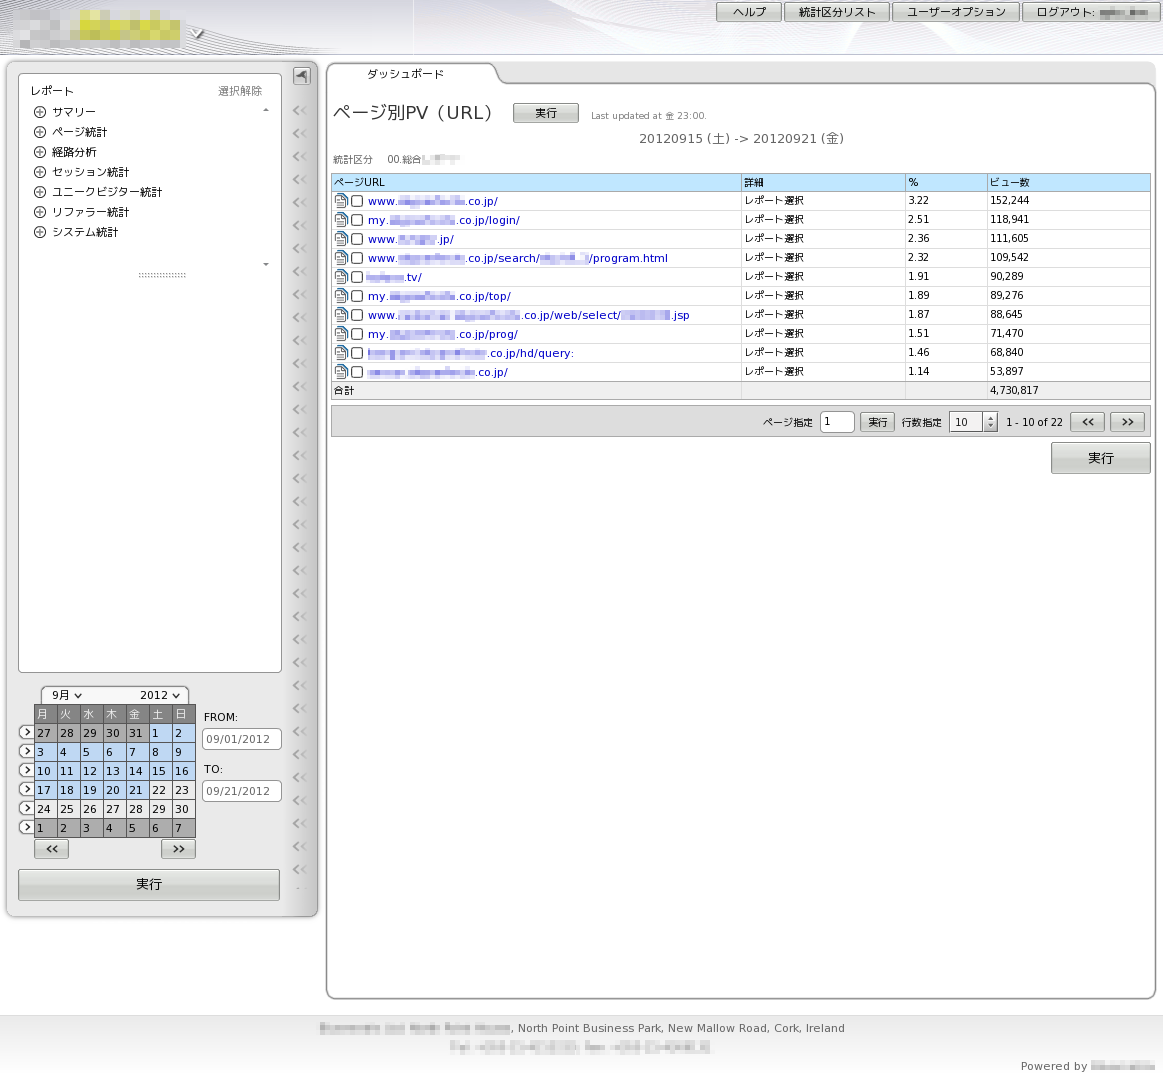 ヘルプ 統計区分リスト ユーザーオプション ログアウト:
レポート 選択解除
サマリー
ページ統計
経路分析
セッション統計
ユニークビジター統計
リファラー統計
システム統計
9月 2012
月 火 水 木 金 土 日
27 28 29 30 31 1 2
3 4 5 6 7 8 9
10 11 12 13 14 15 16
17 18 19 20 21 22 23
24 25 26 27 28 29 30
1 2 3 4 5 6 7
<< >>
FROM:
09/01/2012
TO:
09/21/2012
実行
ダッシュボード
ページ別PV（URL） 実行 Last updated at 金 23:00.
20120915 (土) -> 20120921 (金)
統計区分 00.総合
ページURL 詳細 % ビュー数
www. .co.jp/ レポート選択 3.22 152,244
my. .co.jp/login/ レポート選択 2.51 118,941
www. .jp/ レポート選択 2.36 111,605
www. .co.jp/search/ /program.html レポート選択 2.32 109,542
.tv/ レポート選択 1.91 90,289
my. .co.jp/top/ レポート選択 1.89 89,276
www. .co.jp/web/select/ .jsp レポート選択 1.87 88,645
my. .co.jp/prog/ レポート選択 1.51 71,470
.co.jp/hd/query: レポート選択 1.46 68,840
.co.jp/ レポート選択 1.14 53,897
合計 4,730,817
ページ指定 1 実行 行数指定 10 1 - 10 of 22 << >>
実行
, North Point Business Park, New Mallow Road, Cork, Ireland
Powered by